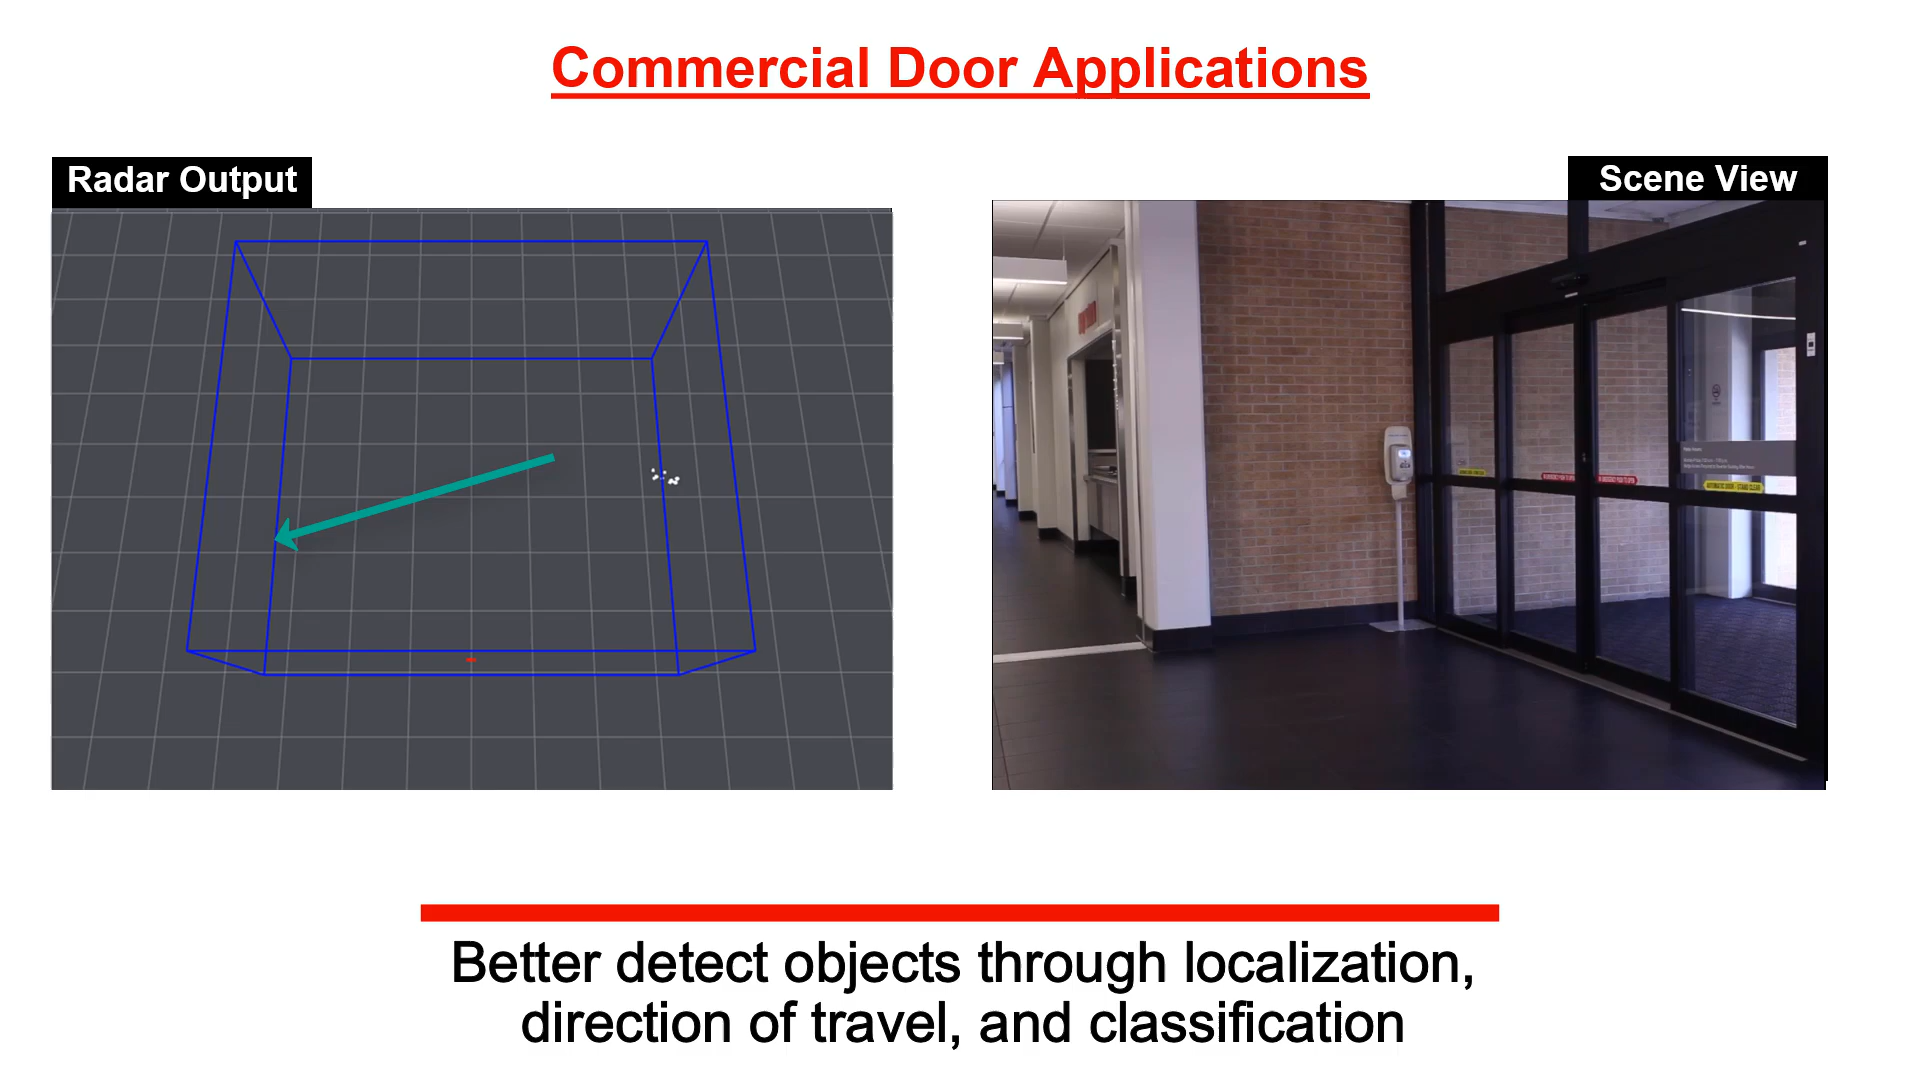 Commercial Door Applications
Radar Output
Scene View
Better detect objects through localization,
direction of travel, and classification